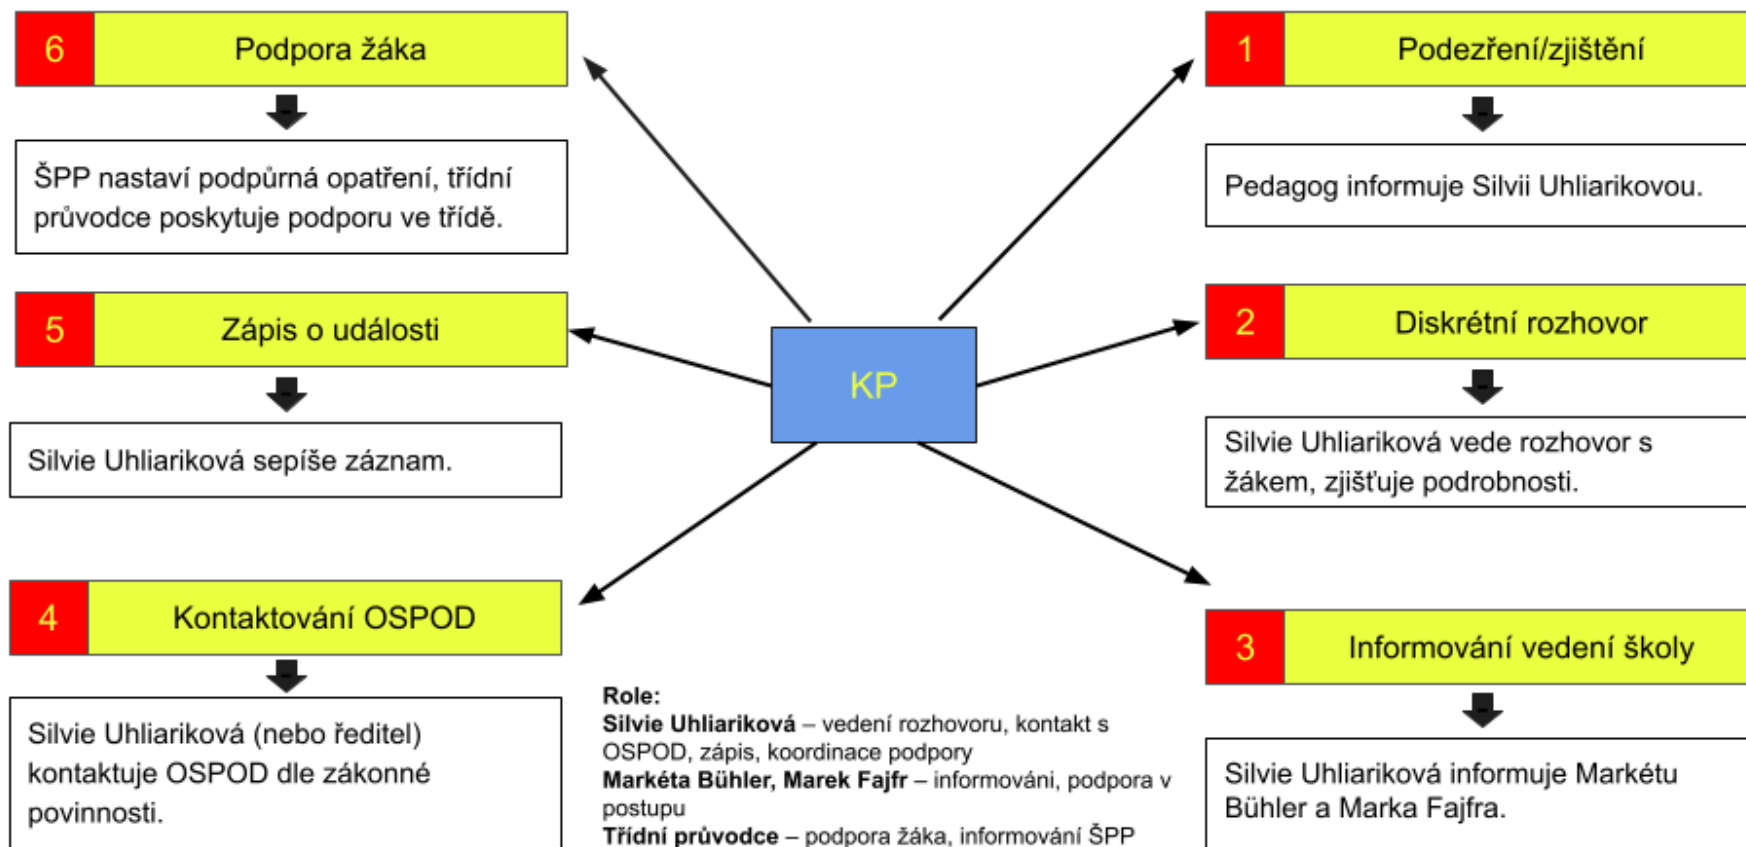 6 Podpora žáka
ŠPP nastaví podpůrná opatření, třídní
průvodce poskytuje podporu ve třídě.
5 Zápis o události
Silvie Uhliariková sepíše záznam.
4 Kontaktování OSPOD
Silvie Uhliariková (nebo ředitel)
kontaktuje OSPOD dle zákonné
povinnosti.
KP
1 Podezření/zjištění
Pedagog informuje Silvii Uhliarikovou.
2 Diskrétní rozhovor
Silvie Uhliariková vede rozhovor s
žákem, zjišťuje podrobnosti.
3 Informování vedení školy
Silvie Uhliariková informuje Markétu
Bühler a Marka Fajfra.
Role:
Silvie Uhliariková – vedení rozhovoru, kontakt s
OSPOD, zápis, koordinace podpory
Markéta Bühler, Marek Fajfr – informováni, podpora v
postupu
Třídní průvodce – podpora žáka, informování ŠPP